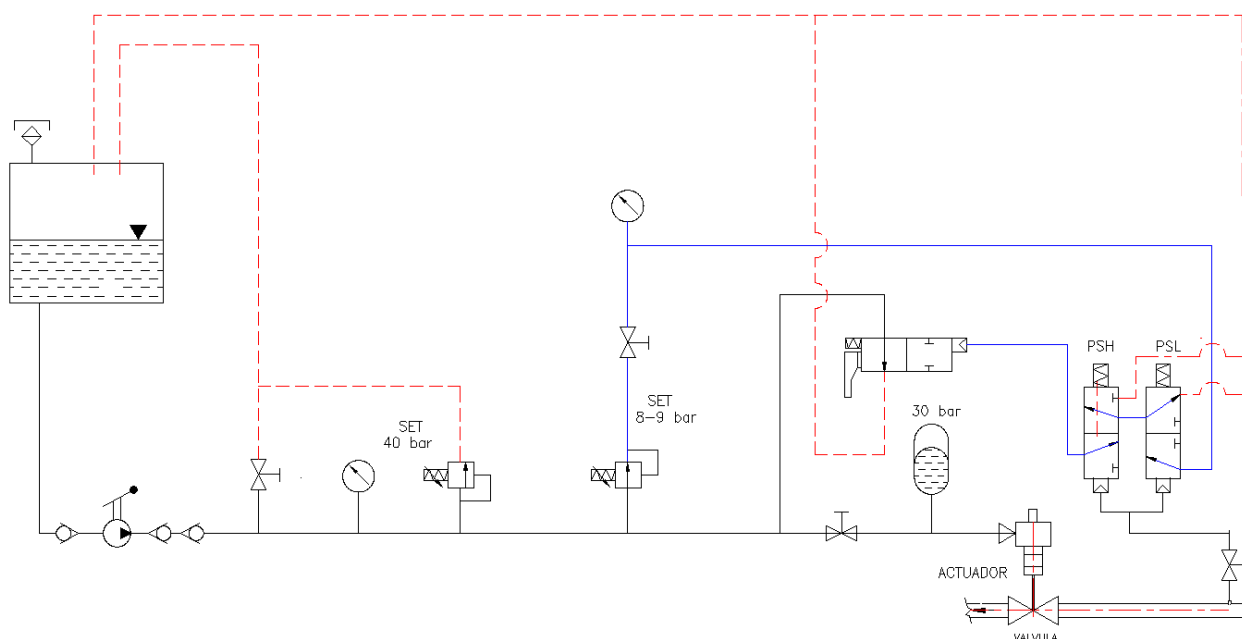 SET
8-9 bar
PSH
PSL
SET
40 bar
30 bar
ACTUADOR
VALVULA